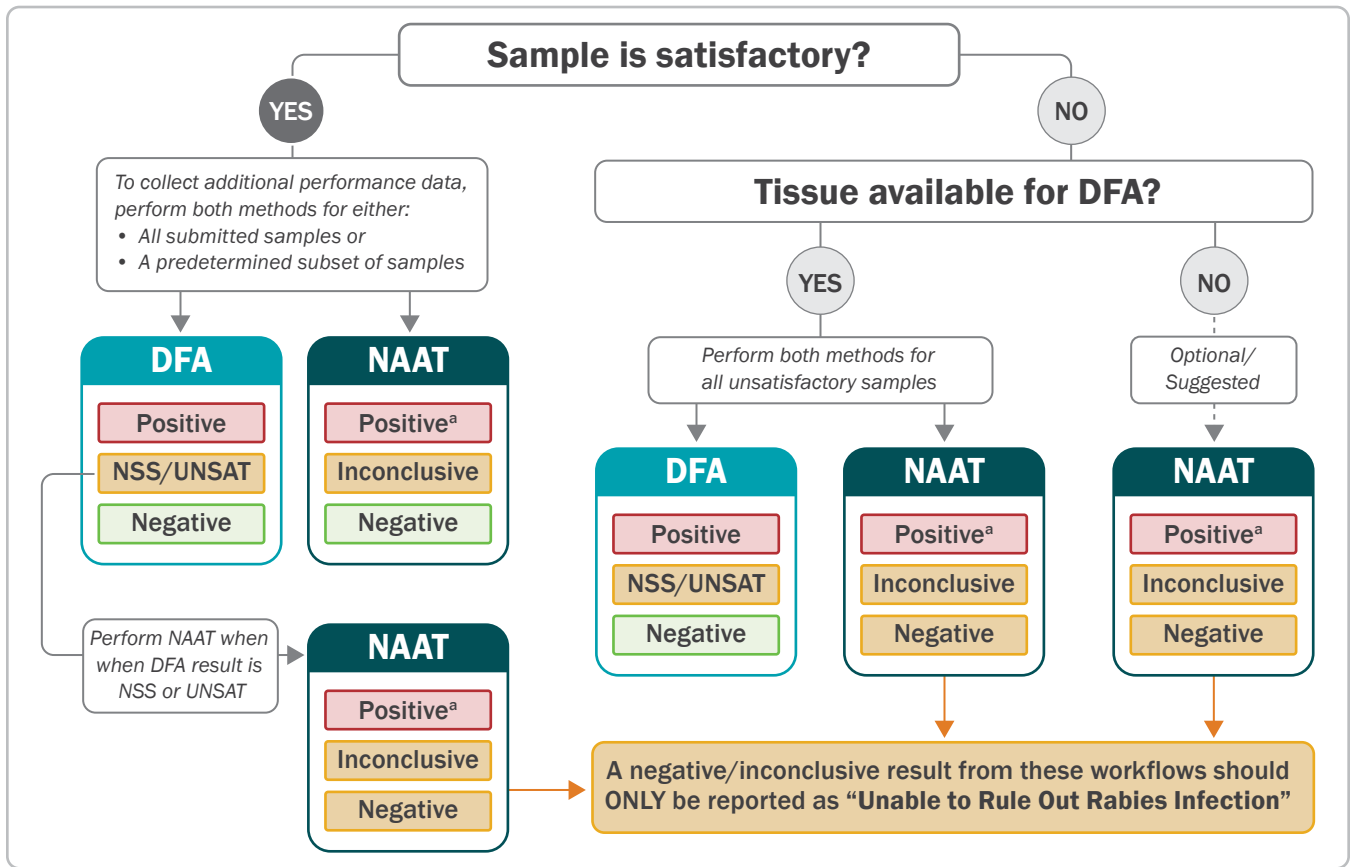 Sample is satisfactory?
YES
NO
To collect additional performance data,
perform both methods for either:
• All submitted samples or
• A predetermined subset of samples
DFA
Positive
NSS/UNSAT
Negative
NAAT
Positiveᵃ
Inconclusive
Negative
Perform NAAT when
when DFA result is
NSS or UNSAT
NAAT
Positiveᵃ
Inconclusive
Negative
Tissue available for DFA?
YES
NO
Perform both methods for
all unsatisfactory samples
Optional/
Suggested
DFA
Positive
NSS/UNSAT
Negative
NAAT
Positiveᵃ
Inconclusive
Negative
NAAT
Positiveᵃ
Inconclusive
Negative
A negative/inconclusive result from these workflows should
ONLY be reported as “Unable to Rule Out Rabies Infection”